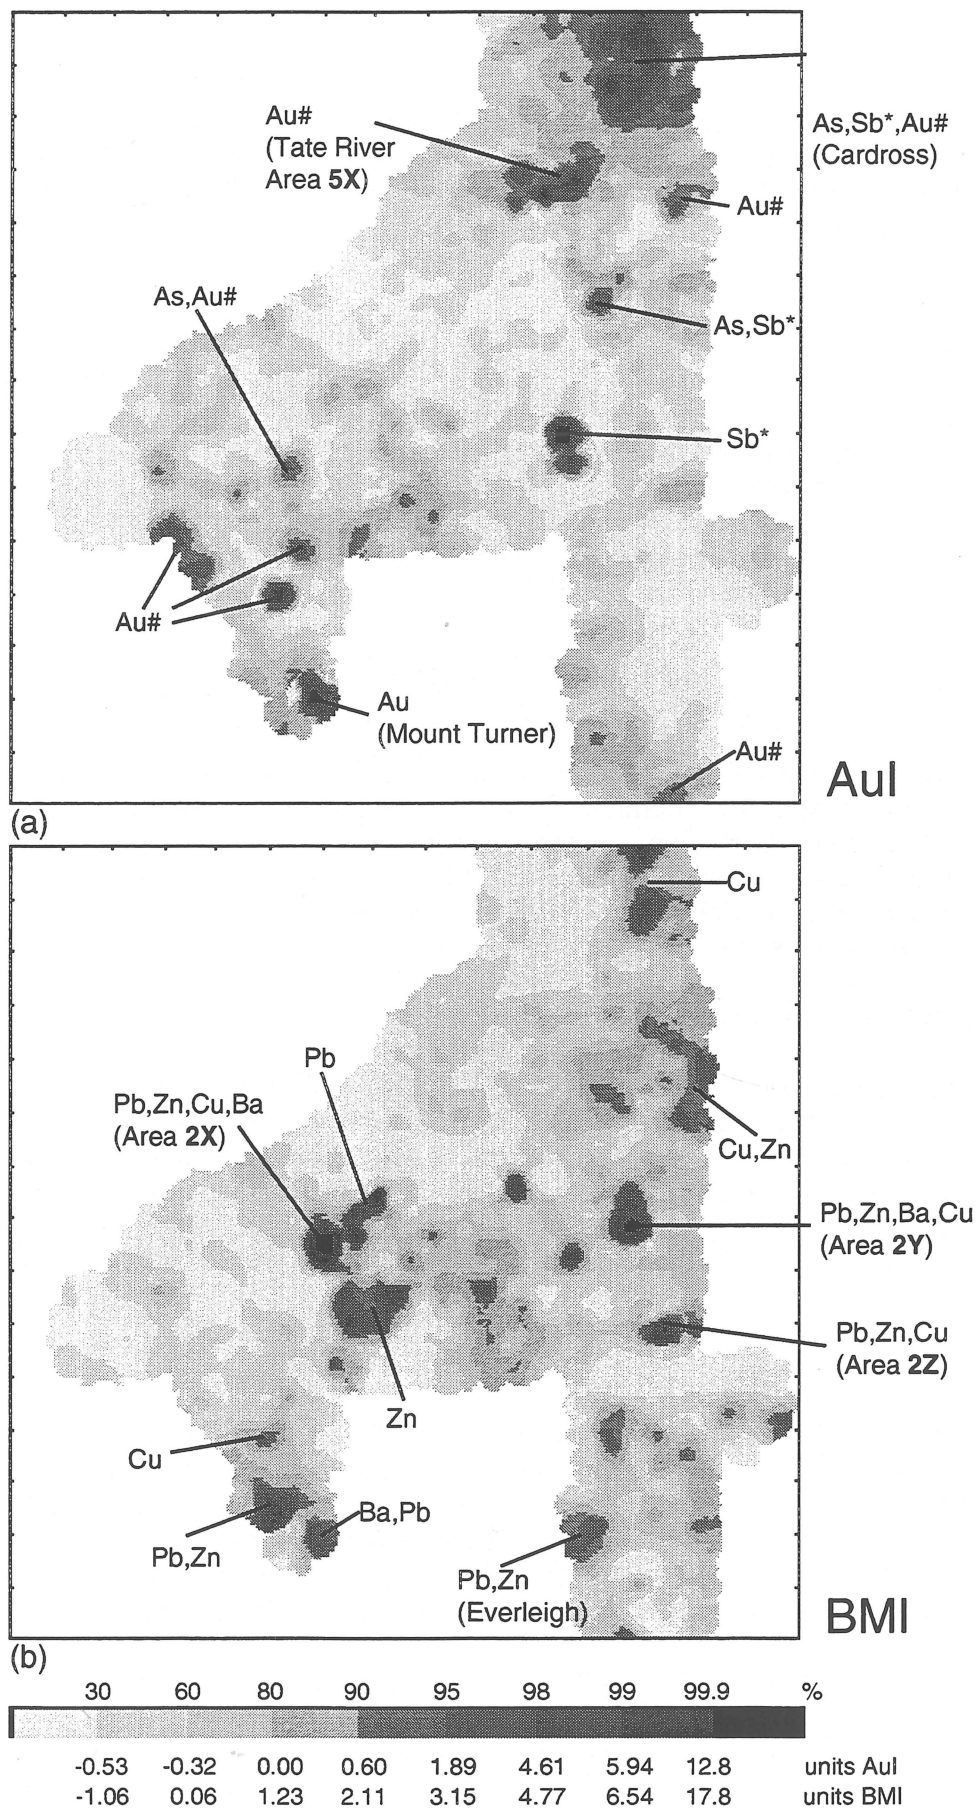 Au#
(Tate River
Area 5X)
As,Sb*,Au#
(Cardross)
Au#
As,Au#
As,Sb*
Sb*
Au#
Au
(Mount Turner)
Au#
AuI
(a)
Cu
Pb
Pb,Zn,Cu,Ba
(Area 2X)
Cu,Zn
Pb,Zn,Ba,Cu
(Area 2Y)
Pb,Zn,Cu
(Area 2Z)
Zn
Cu
Ba,Pb
Pb,Zn
Pb,Zn
(Everleigh)
BMI
(b)
30 60 80 90 95 98 99 99.9 %
-0.53 -0.32 0.00 0.60 1.89 4.61 5.94 12.8 units AuI
-1.06 0.06 1.23 2.11 3.15 4.77 6.54 17.8 units BMI